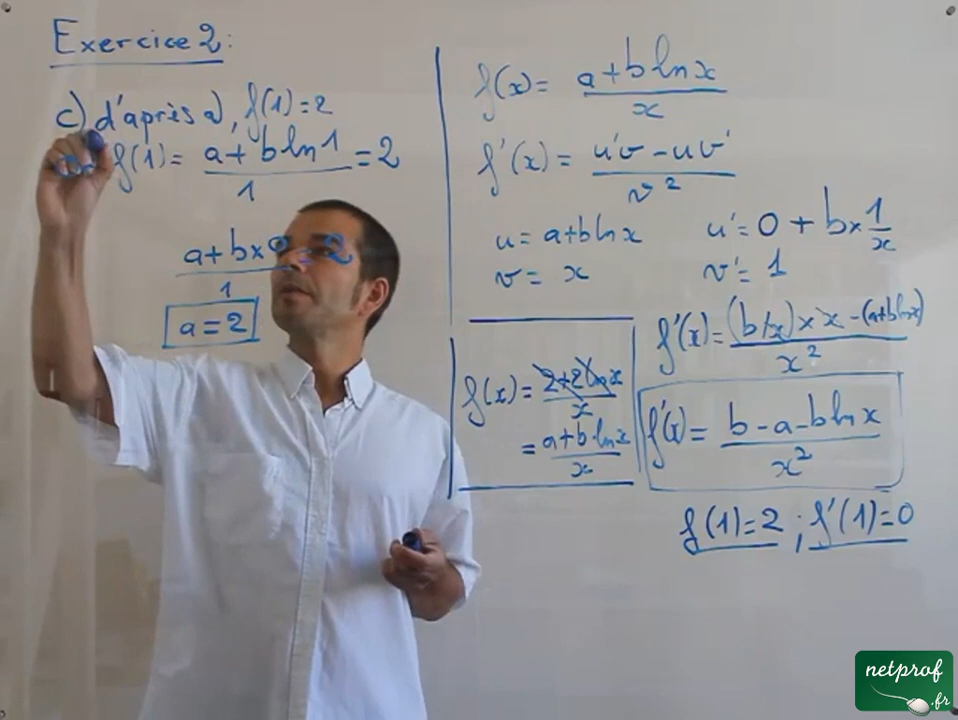 Exercice 2:
c) d'après a), f(1)=2
f(1)= (a+b ln 1)/1 = 2
(a+b×0)/1 = 2
a=2
f(x)= (a+b ln x)/x
f'(x)= (u'v-uv')/v²
u= a+b ln x
u'= 0 + b×1/x
v= x
v'= 1
f'(x)= ((b/x)×x-(a+b ln x))/x²
f(x)= (2+2 ln x)/x
= (a+b ln x)/x
f'(x)= (b-a-b ln x)/x²
f(1)=2 ; f'(1)=0
netprof
.fr